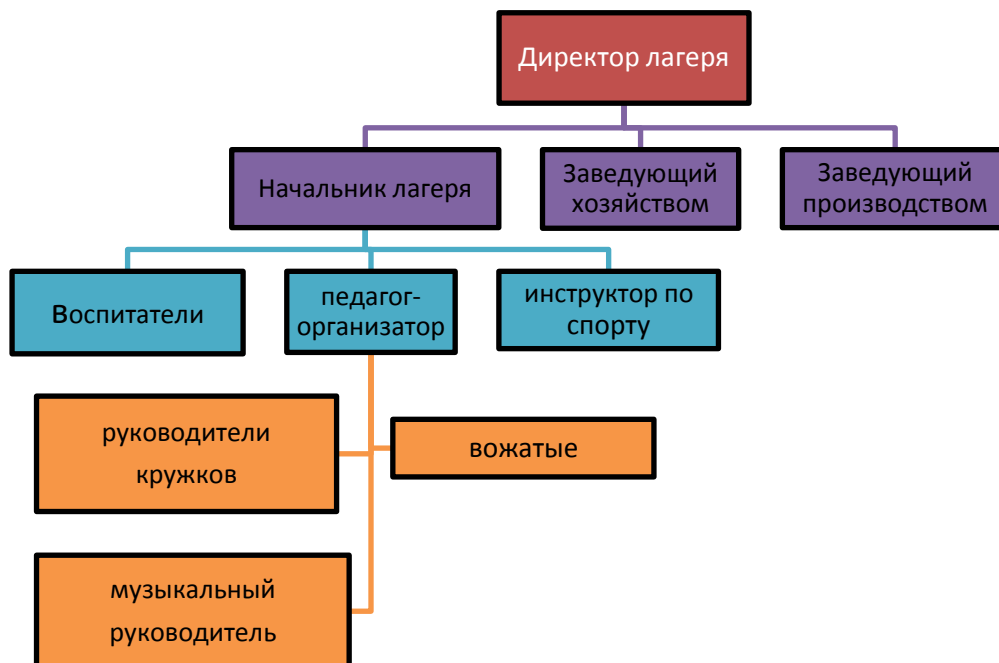 Директор лагеря
Начальник лагеря
Заведующий
хозяйством
Заведующий
производством
Воспитатели
педагог-
организатор
инструктор по
спорту
руководители
кружков
вожатые
музыкальный
руководитель